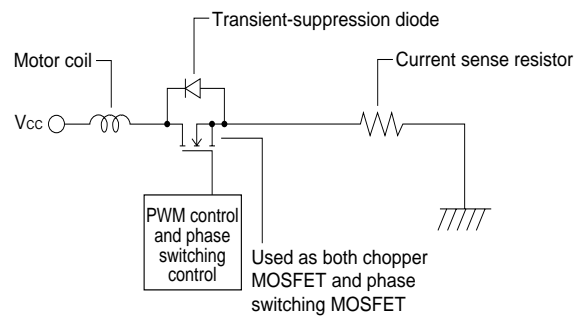 Transient-suppression diode
Motor coil
Current sense resistor
Vcc
PWM control
and phase
switching
control
Used as both chopper
MOSFET and phase
switching MOSFET